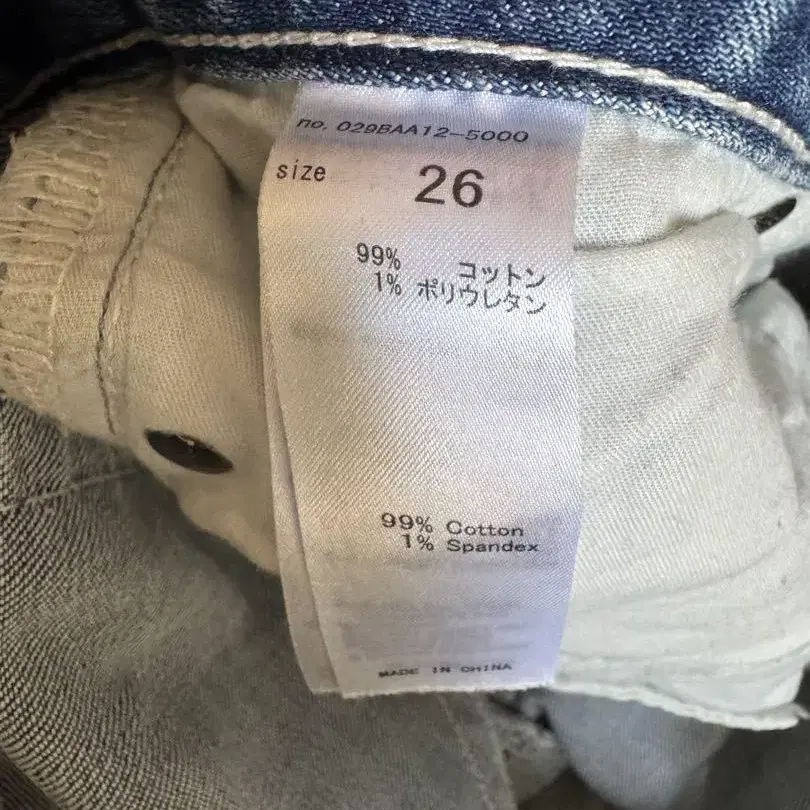 no. 029BAA12-5000
size 26
99% コットン
1% ポリウレタン
99% Cotton
1% Spandex
MADE IN CHINA